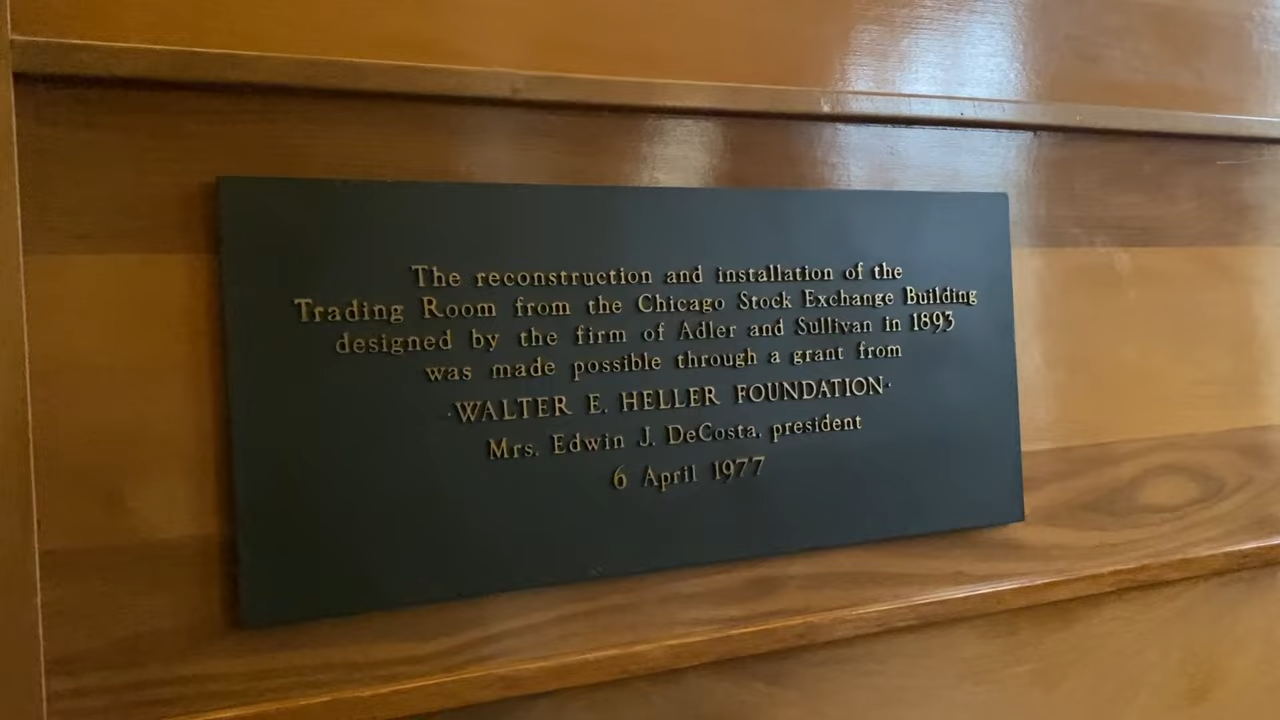 The reconstruction and installation of the
Trading Room from the Chicago Stock Exchange Building
designed by the firm of Adler and Sullivan in 1893
was made possible through a grant from
·WALTER E. HELLER FOUNDATION·
Mrs. Edwin J. DeCosta, president
6 April 1977